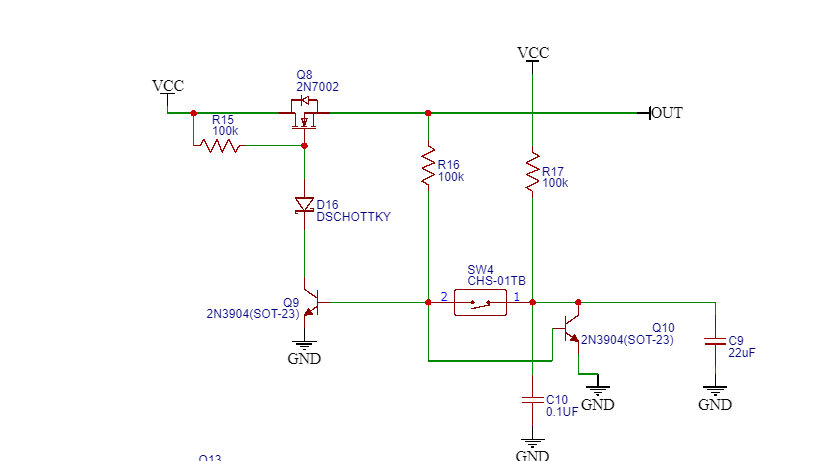 VCC
VCC
Q8
2N7002
OUT
R15
100k
R16
100k
R17
100k
D16
DSCHOTTKY
SW4
CHS-01TB
2
1
Q9
2N3904(SOT-23)
GND
Q10
2N3904(SOT-23)
C9
22uF
C10
0.1UF
GND
GND
GND
Q13